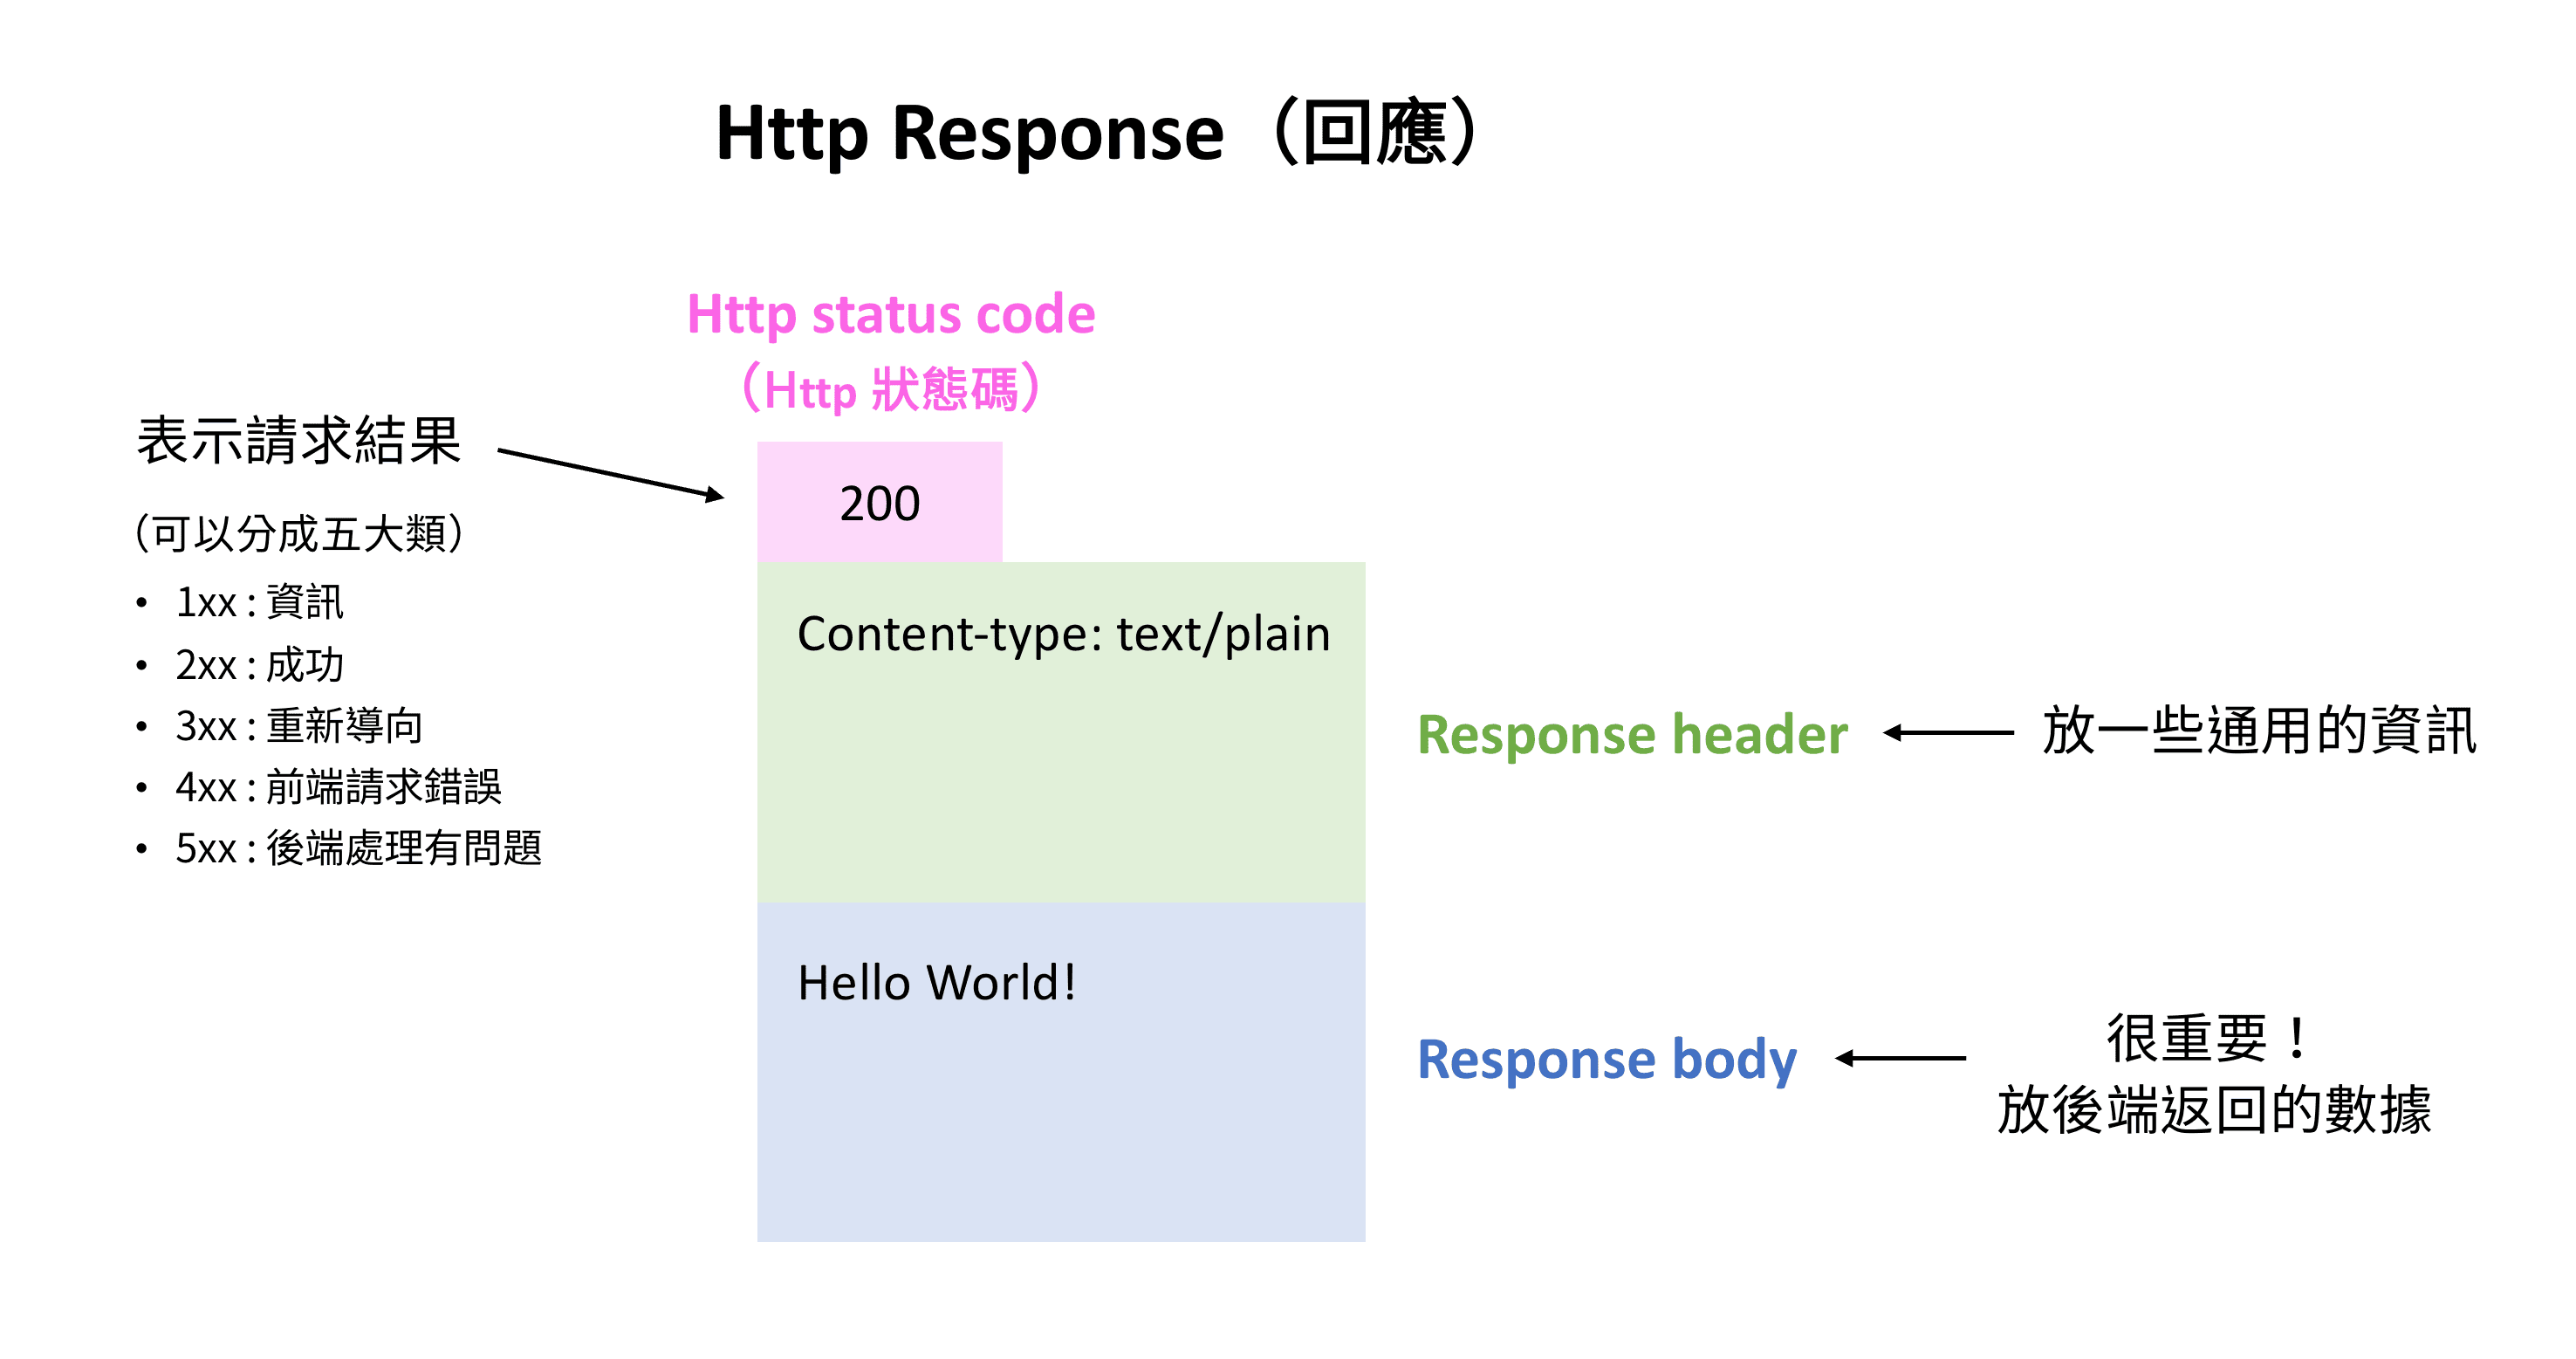 Http Response（回應）
Http status code
（Http 狀態碼）
表示請求結果
（可以分成五大類）
• 1xx : 資訊
• 2xx : 成功
• 3xx : 重新導向
• 4xx : 前端請求錯誤
• 5xx : 後端處理有問題
200
Content-type: text/plain
Response header
放一些通用的資訊
Hello World!
Response body
很重要！
放後端返回的數據